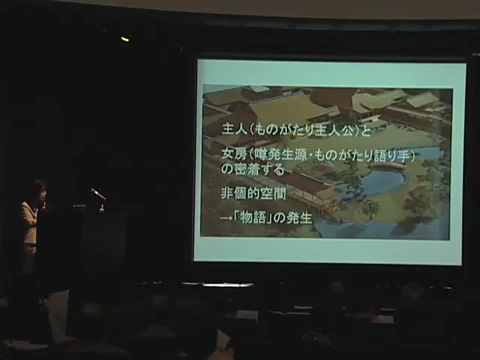 主人(ものがたり主人公)と
女房(噂発生源・ものがたり語り手)
の密着する
非個的空間
→「物語」の発生